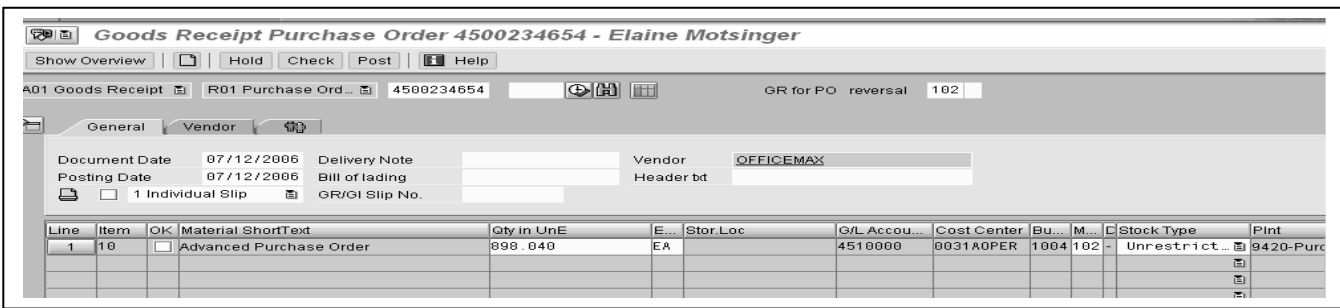 Goods Receipt Purchase Order 4500234654 - Elaine Motsinger
Show Overview Hold Check Post Help
A01 Goods Receipt R01 Purchase Ord... 4500234654 GR for PO reversal 102
General Vendor
Document Date 07/12/2006 Delivery Note Vendor OFFICEMAX
Posting Date 07/12/2006 Bill of lading Header txt
1 Individual Slip GR/GI Slip No.
Line Item OK Material ShortText Qty in UnE E... Stor.Loc G/L Accou... Cost Center Bu... M... D Stock Type Plnt
1 10 Advanced Purchase Order 898.040 EA 4510000 0031AOPER 1004 102 - Unrestrict... 9420-Purc